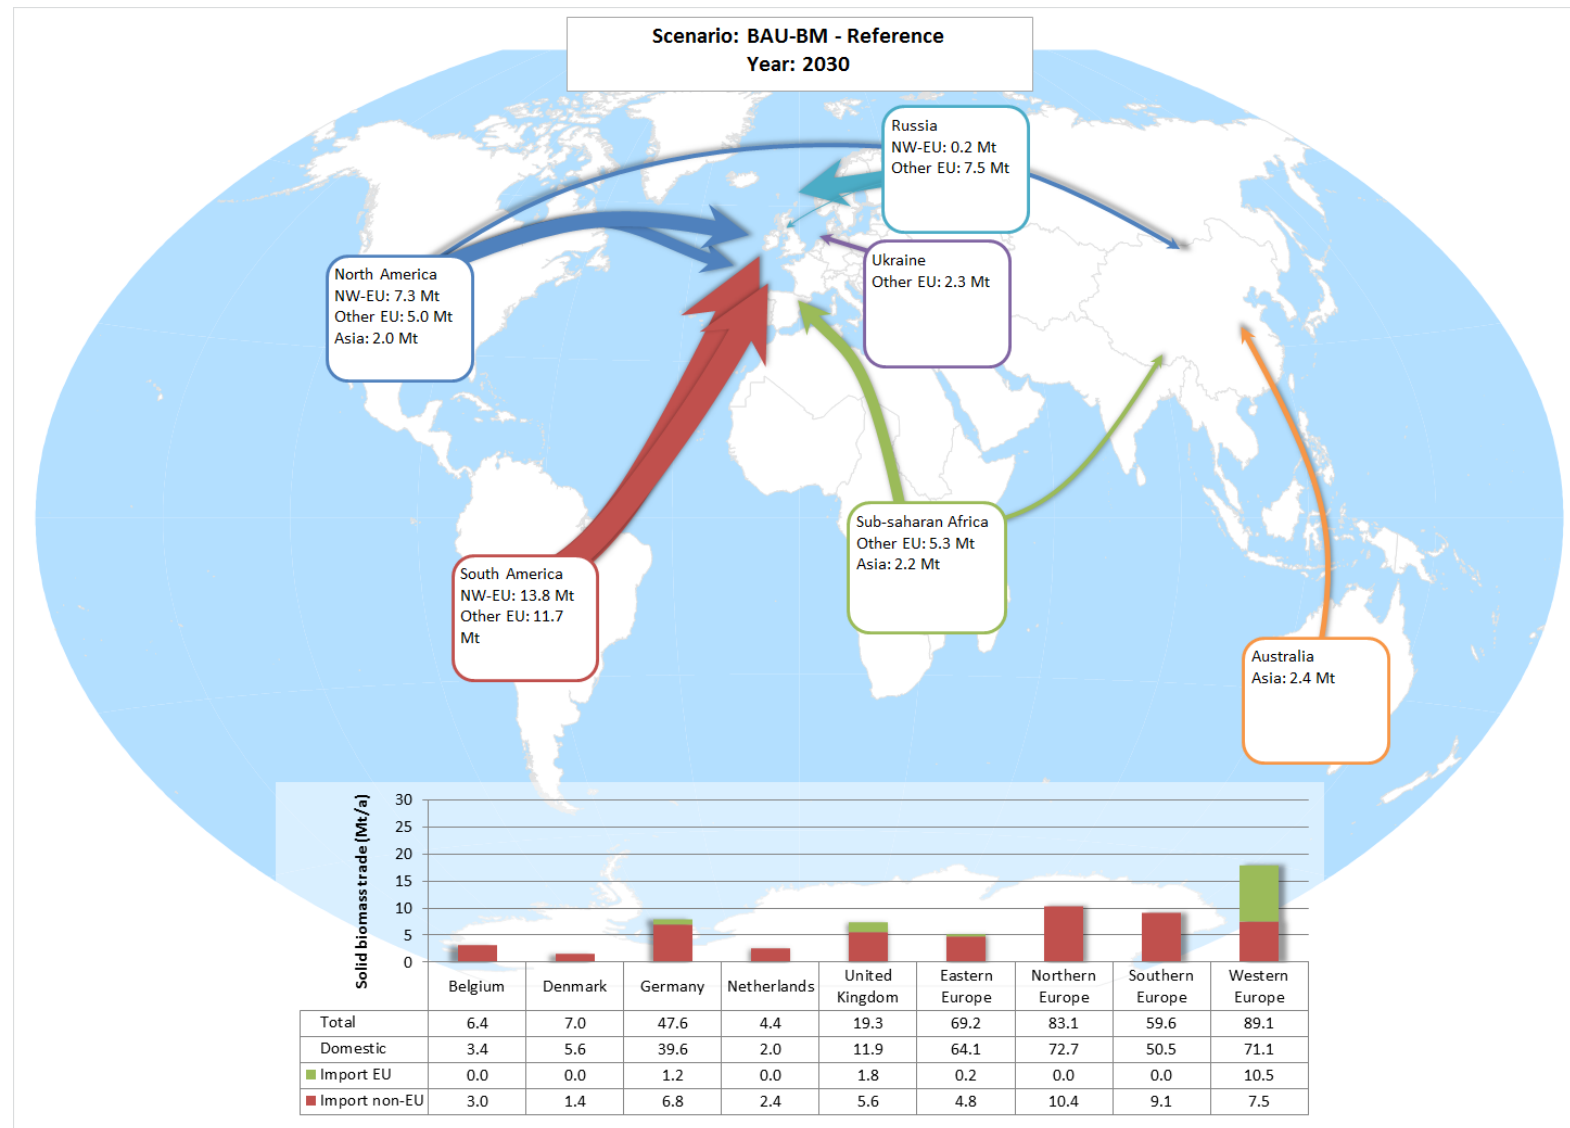 Scenario: BAU-BM - Reference
Year: 2030
Russia
NW-EU: 0.2 Mt
Other EU: 7.5 Mt
Ukraine
Other EU: 2.3 Mt
North America
NW-EU: 7.3 Mt
Other EU: 5.0 Mt
Asia: 2.0 Mt
Sub-saharan Africa
Other EU: 5.3 Mt
Asia: 2.2 Mt
South America
NW-EU: 13.8 Mt
Other EU: 11.7
Mt
Australia
Asia: 2.4 Mt
Solid biomass trade (Mt/a)
30
25
20
15
10
5
0
Belgium Denmark Germany Netherlands United Kingdom Eastern Europe Northern Europe Southern Europe Western Europe
Total 6.4 7.0 47.6 4.4 19.3 69.2 83.1 59.6 89.1
Domestic 3.4 5.6 39.6 2.0 11.9 64.1 72.7 50.5 71.1
Import EU 0.0 0.0 1.2 0.0 1.8 0.2 0.0 0.0 10.5
Import non-EU 3.0 1.4 6.8 2.4 5.6 4.8 10.4 9.1 7.5